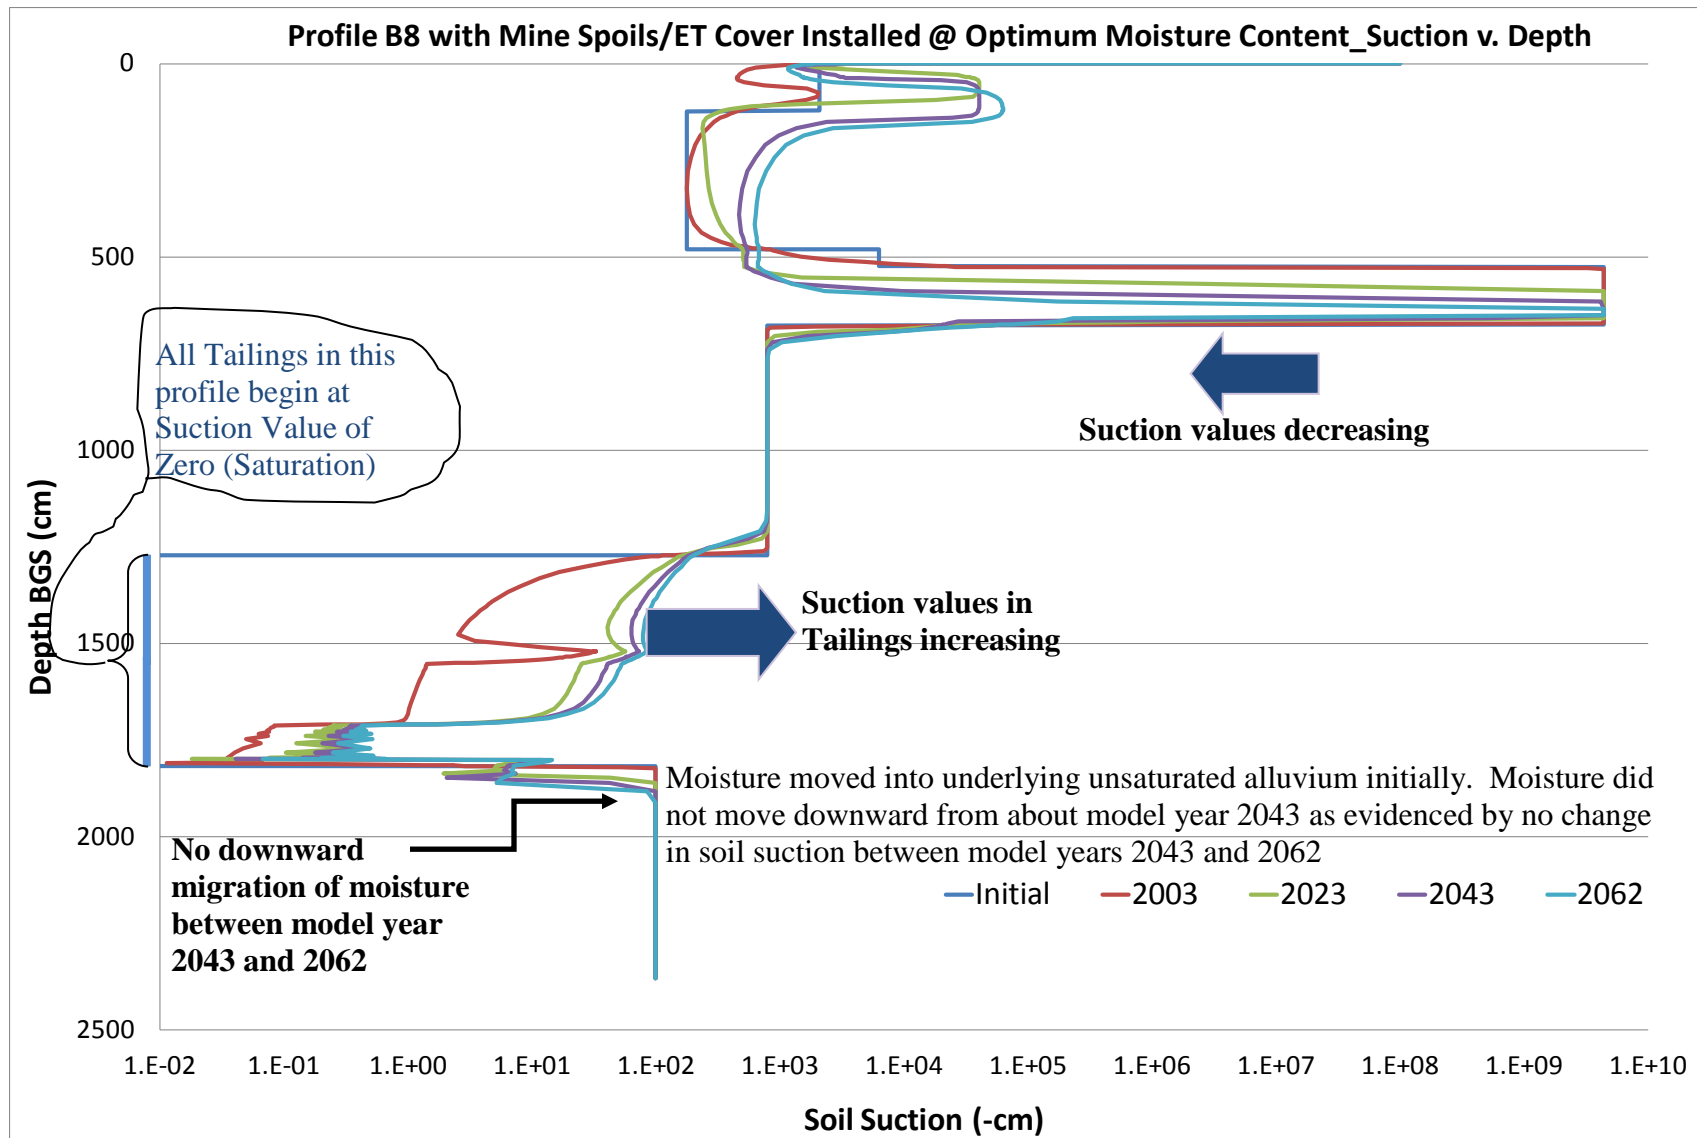 Profile B8 with Mine Spoils/ET Cover Installed @ Optimum Moisture Content_Suction v. Depth
0
500
1000
1500
2000
2500
Depth BGS (cm)
All Tailings in this
profile begin at
Suction Value of
Zero (Saturation)
Suction values decreasing
Suction values in
Tailings increasing
Moisture moved into underlying unsaturated alluvium initially.  Moisture did
not move downward from about model year 2043 as evidenced by no change
in soil suction between model years 2043 and 2062
No downward
migration of moisture
between model year
2043 and 2062
Initial 2003 2023 2043 2062
1.E-02 1.E-01 1.E+00 1.E+01 1.E+02 1.E+03 1.E+04 1.E+05 1.E+06 1.E+07 1.E+08 1.E+09 1.E+10
Soil Suction (-cm)